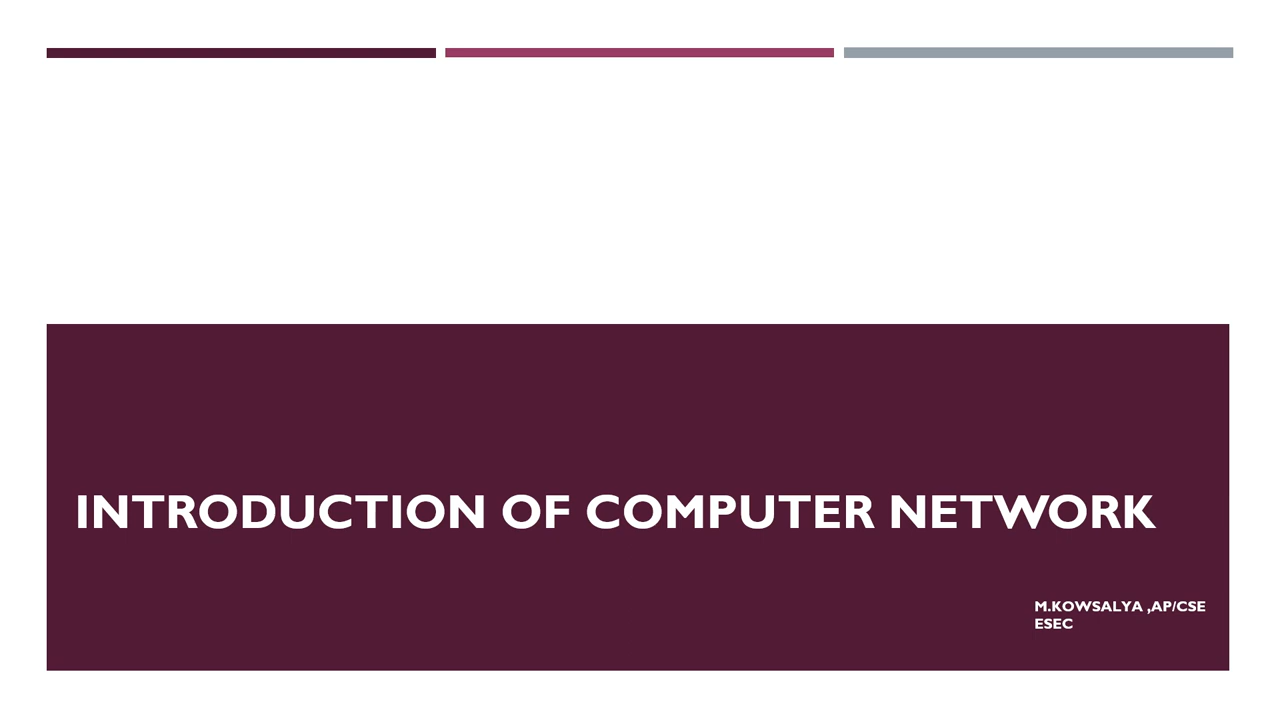 INTRODUCTION OF COMPUTER NETWORK
M.KOWSALYA ,AP/CSE
ESEC